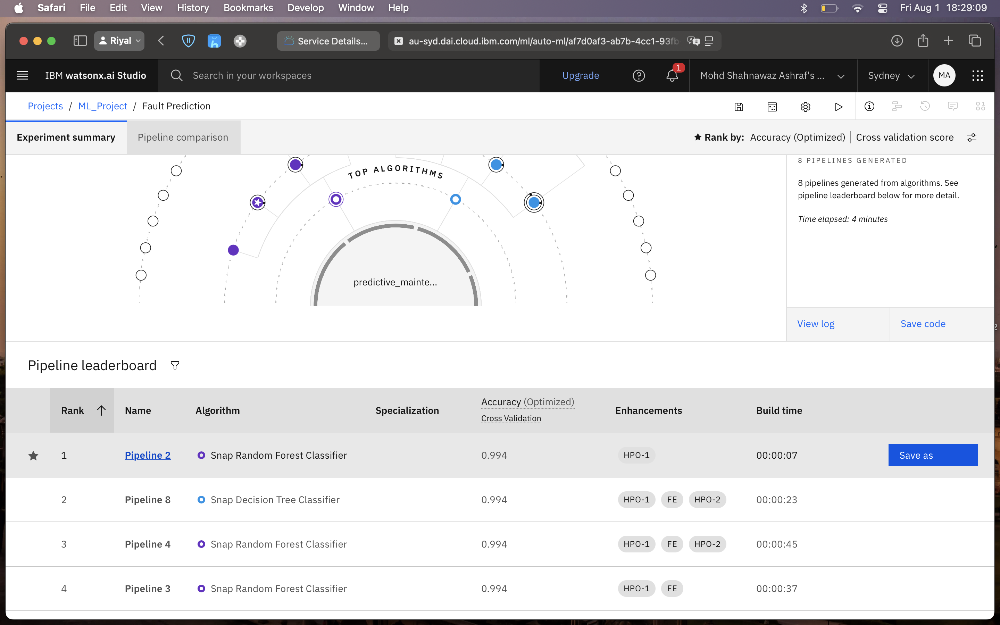 Safari File Edit View History Bookmarks Develop Window Help Fri Aug 1 18:29:09
Riyal Service Details... au-syd.dai.cloud.ibm.com/ml/auto-ml/af7d0af3-ab7b-4cc1-93fb
IBM watsonx.ai Studio Search in your workspaces Upgrade 1 Mohd Shahnawaz Ashraf's ... Sydney MA
Projects / ML_Project / Fault Prediction
Experiment summary Pipeline comparison Rank by: Accuracy (Optimized) Cross validation score
8 PIPELINES GENERATED
TOP ALGORITHMS
8 pipelines generated from algorithms. See
pipeline leaderboard below for more detail.
Time elapsed: 4 minutes
predictive_mainte...
View log Save code
Pipeline leaderboard
Rank Name Algorithm Specialization Accuracy (Optimized) Enhancements Build time
Cross Validation
1 Pipeline 2 Snap Random Forest Classifier 0.994 HPO-1 00:00:07 Save as
2 Pipeline 8 Snap Decision Tree Classifier 0.994 HPO-1 FE HPO-2 00:00:23
3 Pipeline 4 Snap Random Forest Classifier 0.994 HPO-1 FE HPO-2 00:00:45
4 Pipeline 3 Snap Random Forest Classifier 0.994 HPO-1 FE 00:00:37